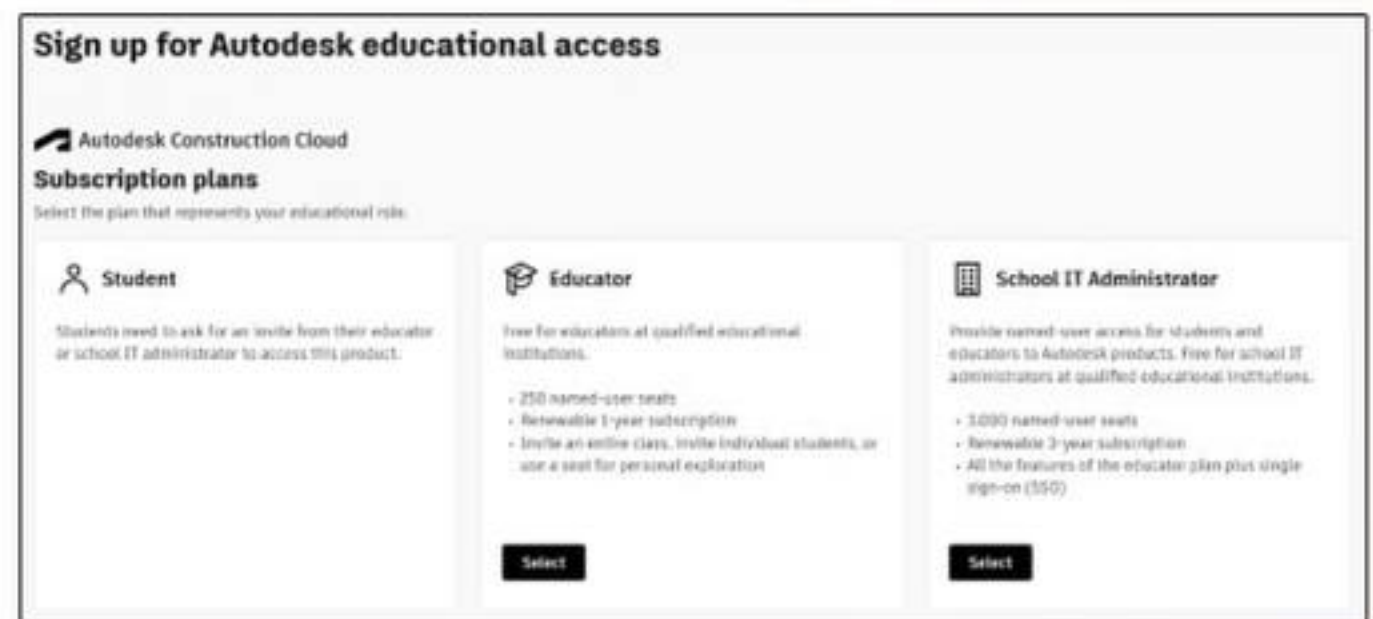 Sign up for Autodesk educational access
Autodesk Construction Cloud
Subscription plans
Select the plan that represents your educational role.
Student
Students need to ask for an invite from their educator
or school IT administrator to access this product.
Educator
Free for educators at qualified educational
institutions.
• 250 named-user seats
• Renewable 1-year subscription
• Invite an entire class, invite individual students, or
use a seat for personal exploration
Select
School IT Administrator
Provide named-user access for students and
educators to Autodesk products. Free for school IT
administrators at qualified educational institutions.
• 3,000 named-user seats
• Renewable 3-year subscription
• All the features of the educator plan plus single
sign-on (SSO)
Select